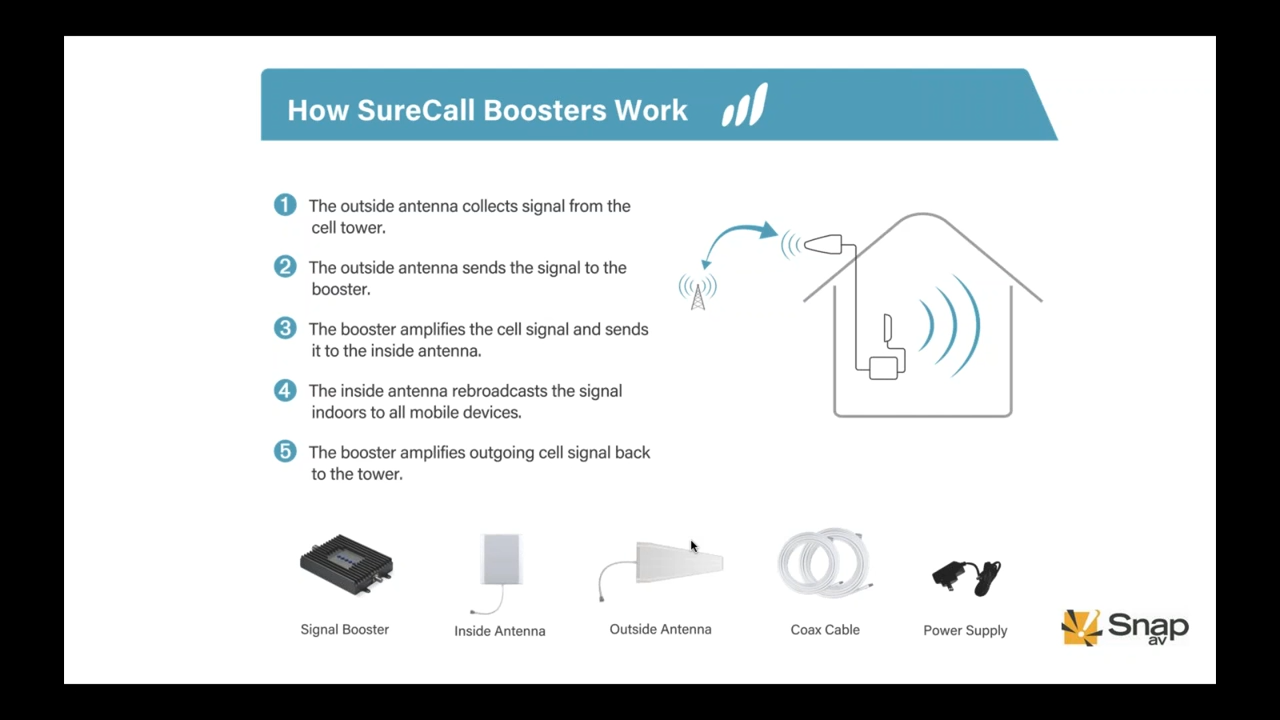 How SureCall Boosters Work
1 The outside antenna collects signal from the
cell tower.
2 The outside antenna sends the signal to the
booster.
3 The booster amplifies the cell signal and sends
it to the inside antenna.
4 The inside antenna rebroadcasts the signal
indoors to all mobile devices.
5 The booster amplifies outgoing cell signal back
to the tower.
Signal Booster
Inside Antenna
Outside Antenna
Coax Cable
Power Supply
Snap
av